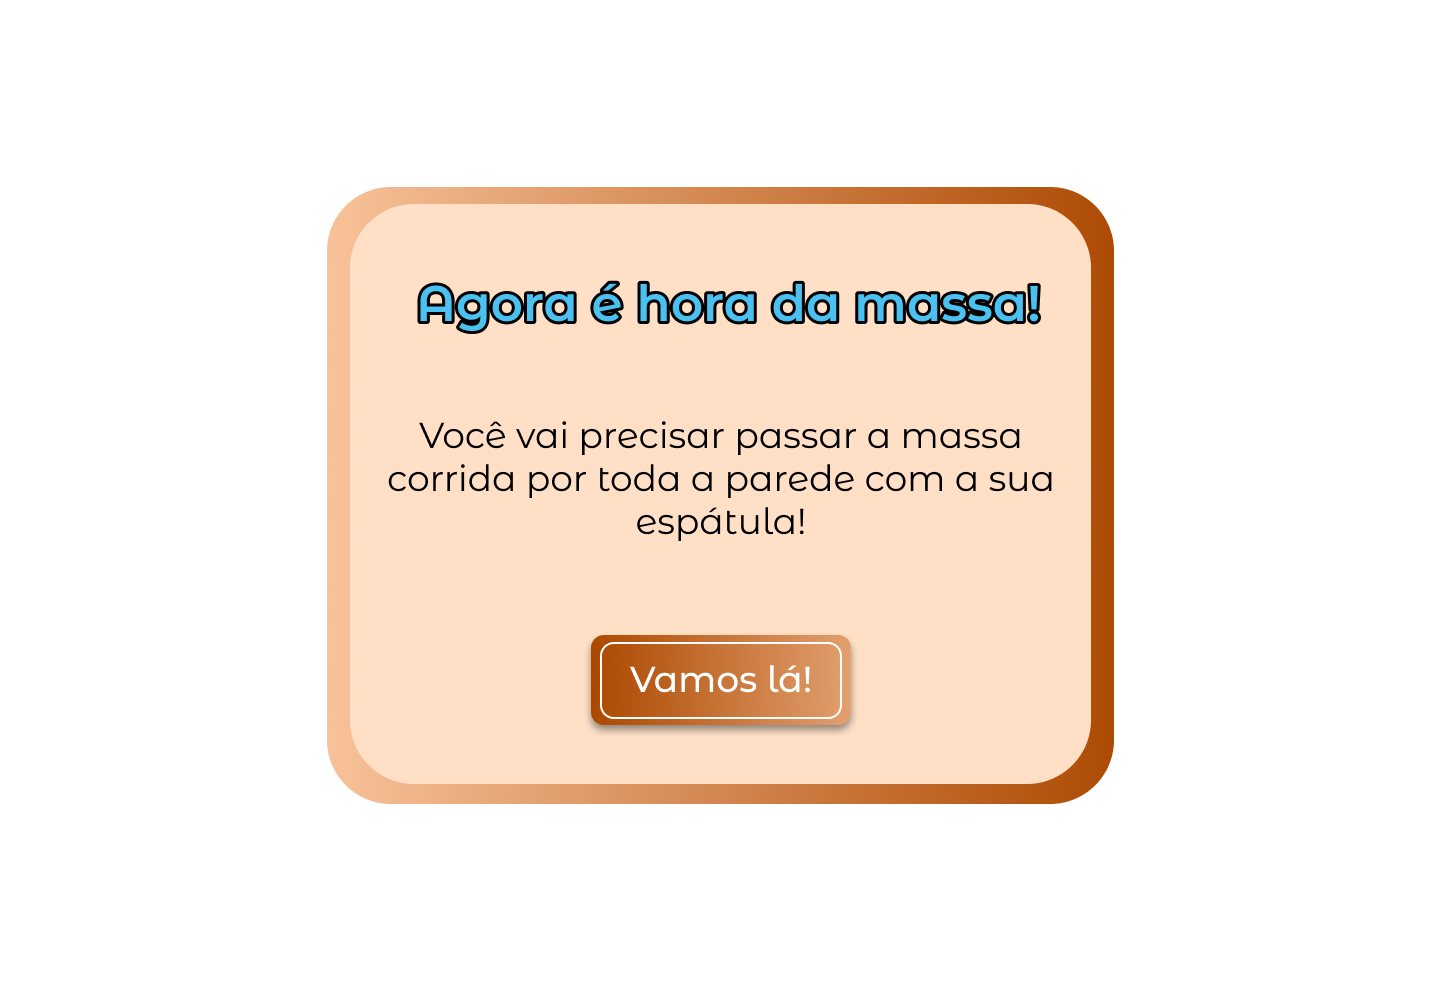 Agora é hora da massa!
Você vai precisar passar a massa
corrida por toda a parede com a sua
espátula!
Vamos lá!